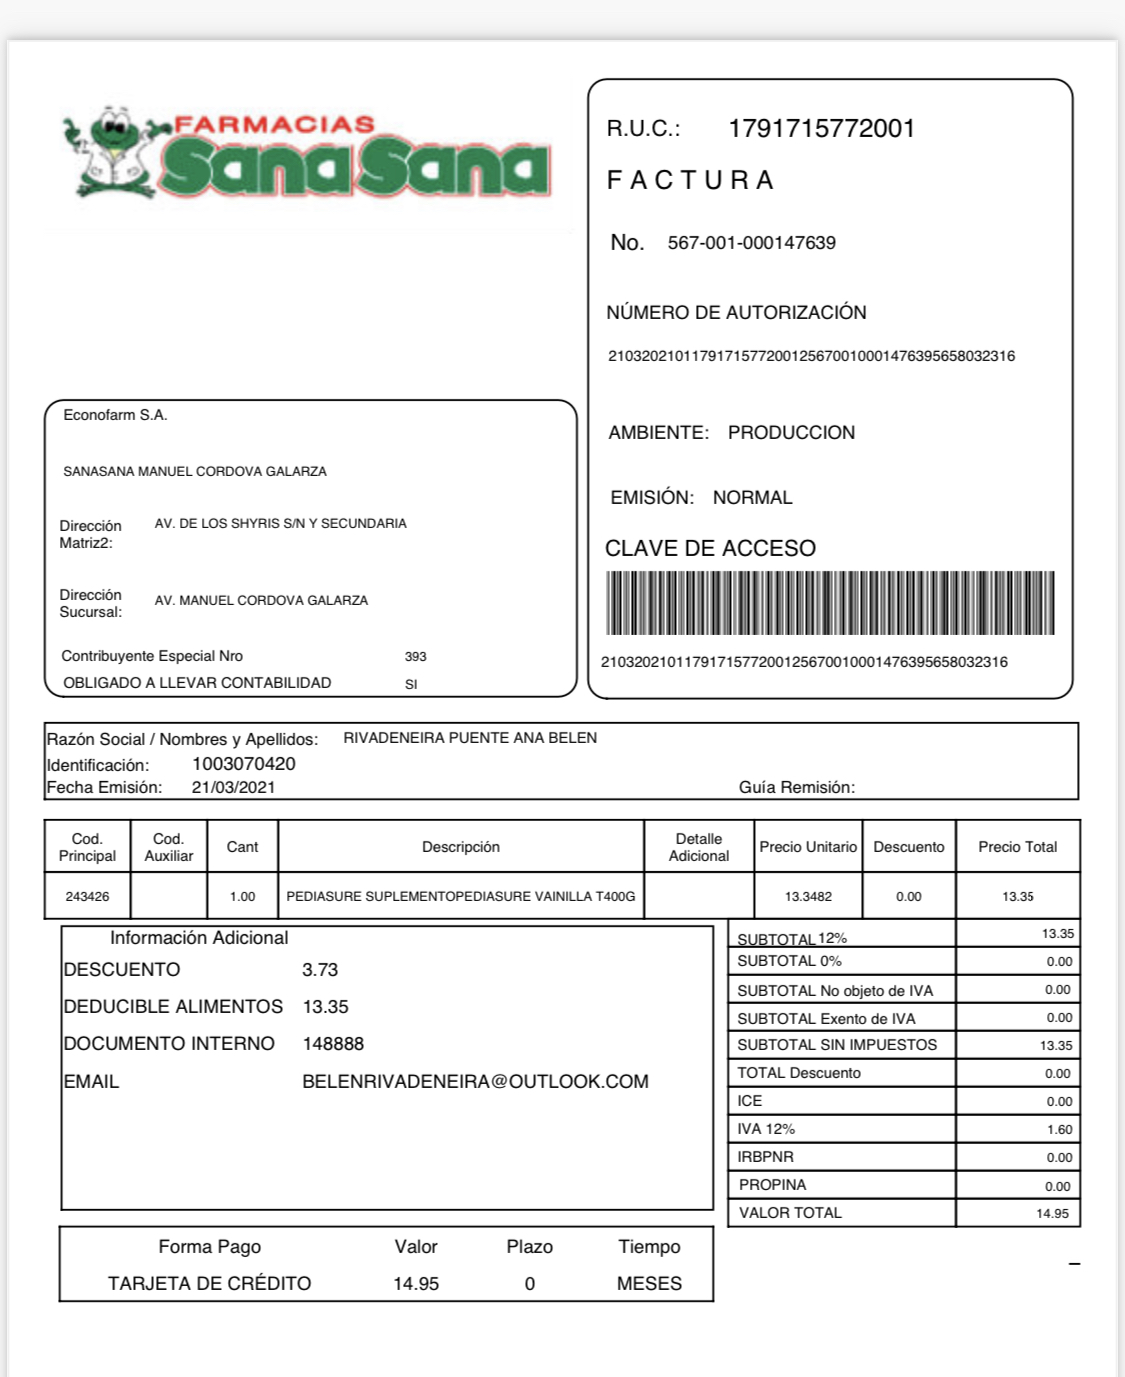 FARMACIAS
SanaSana
R.U.C.: 1791715772001
FACTURA
No. 567-001-000147639
NÚMERO DE AUTORIZACIÓN
2103202101179171577200125670010001476395658032316
AMBIENTE: PRODUCCION
EMISIÓN: NORMAL
CLAVE DE ACCESO
2103202101179171577200125670010001476395658032316
Econofarm S.A.
SANASANA MANUEL CORDOVA GALARZA
Dirección Matriz2: AV. DE LOS SHYRIS S/N Y SECUNDARIA
Dirección Sucursal: AV. MANUEL CORDOVA GALARZA
Contribuyente Especial Nro 393
OBLIGADO A LLEVAR CONTABILIDAD SI
Razón Social / Nombres y Apellidos: RIVADENEIRA PUENTE ANA BELEN
Identificación: 1003070420
Fecha Emisión: 21/03/2021 Guía Remisión:
Cod. Principal Cod. Auxiliar Cant Descripción Detalle Adicional Precio Unitario Descuento Precio Total
243426 1.00 PEDIASURE SUPLEMENTOPEDIASURE VAINILLA T400G 13.3482 0.00 13.35
Información Adicional
DESCUENTO 3.73
DEDUCIBLE ALIMENTOS 13.35
DOCUMENTO INTERNO 148888
EMAIL BELENRIVADENEIRA@OUTLOOK.COM
SUBTOTAL 12% 13.35
SUBTOTAL 0% 0.00
SUBTOTAL No objeto de IVA 0.00
SUBTOTAL Exento de IVA 0.00
SUBTOTAL SIN IMPUESTOS 13.35
TOTAL Descuento 0.00
ICE 0.00
IVA 12% 1.60
IRBPNR 0.00
PROPINA 0.00
VALOR TOTAL 14.95
Forma Pago Valor Plazo Tiempo
TARJETA DE CRÉDITO 14.95 0 MESES